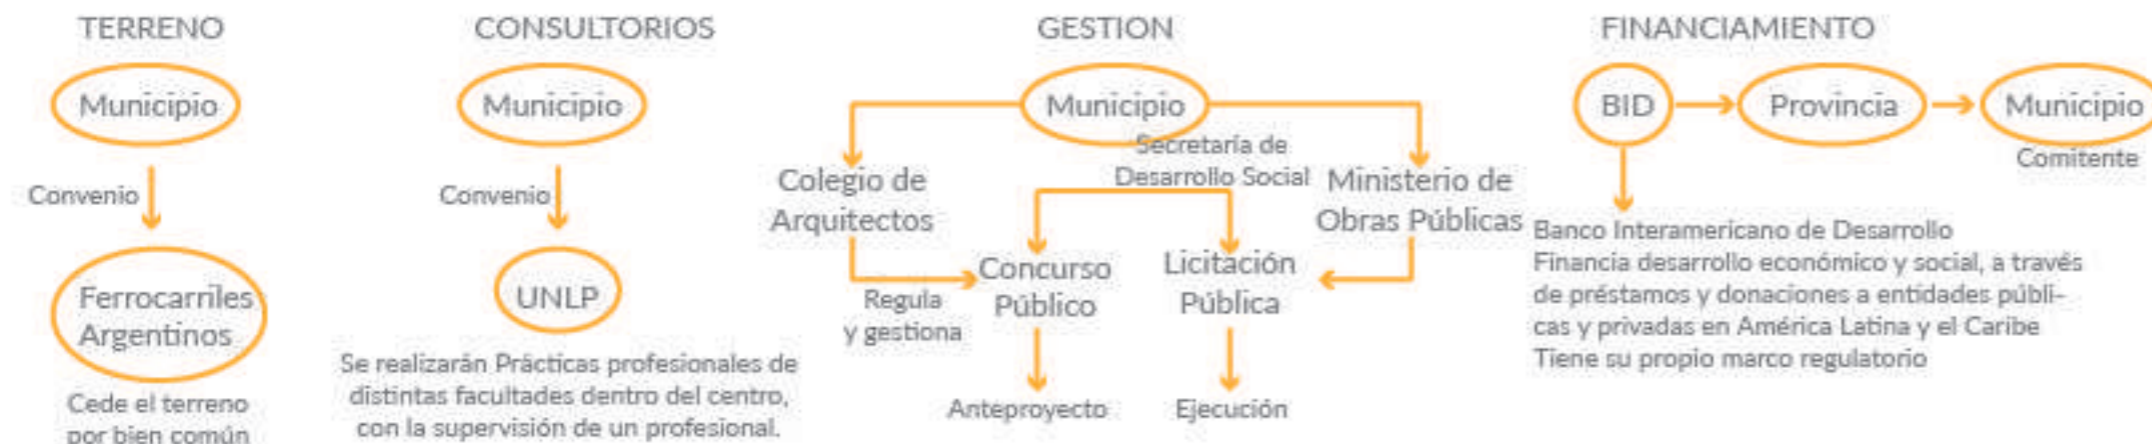 TERRENO
Municipio
Convenio
Ferrocarriles
Argentinos
Cede el terreno
por bien común
CONSULTORIOS
Municipio
Convenio
UNLP
Se realizarán Prácticas profesionales de
distintas facultades dentro del centro,
con la supervisión de un profesional.
GESTION
Municipio
Secretaría de
Desarrollo Social
Colegio de
Arquitectos
Regula
y gestiona
Concurso
Público
Anteproyecto
Licitación
Pública
Ejecución
Ministerio de
Obras Públicas
FINANCIAMIENTO
BID
Provincia
Municipio
Comitente
Banco Interamericano de Desarrollo
Financia desarrollo económico y social, a través
de préstamos y donaciones a entidades públi-
cas y privadas en América Latina y el Caribe
Tiene su propio marco regulatorio